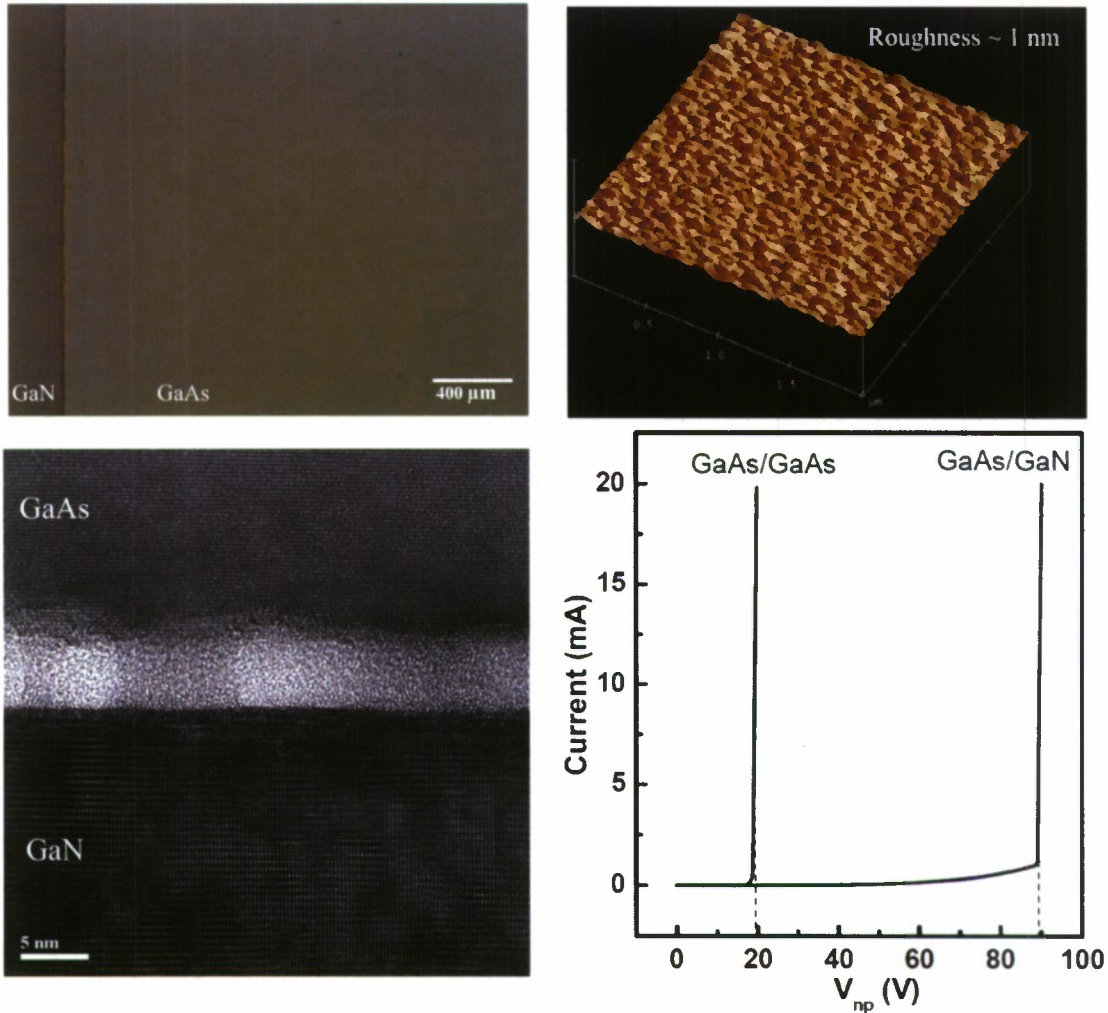 GaN
GaAs
400 µm
Roughness ~ 1 nm
0.5
1.0
1.5
µm
GaAs
GaN
5 nm
GaAs/GaAs
GaAs/GaN
20
15
10
5
0
Current (mA)
0 20 40 60 80 100
V_np (V)